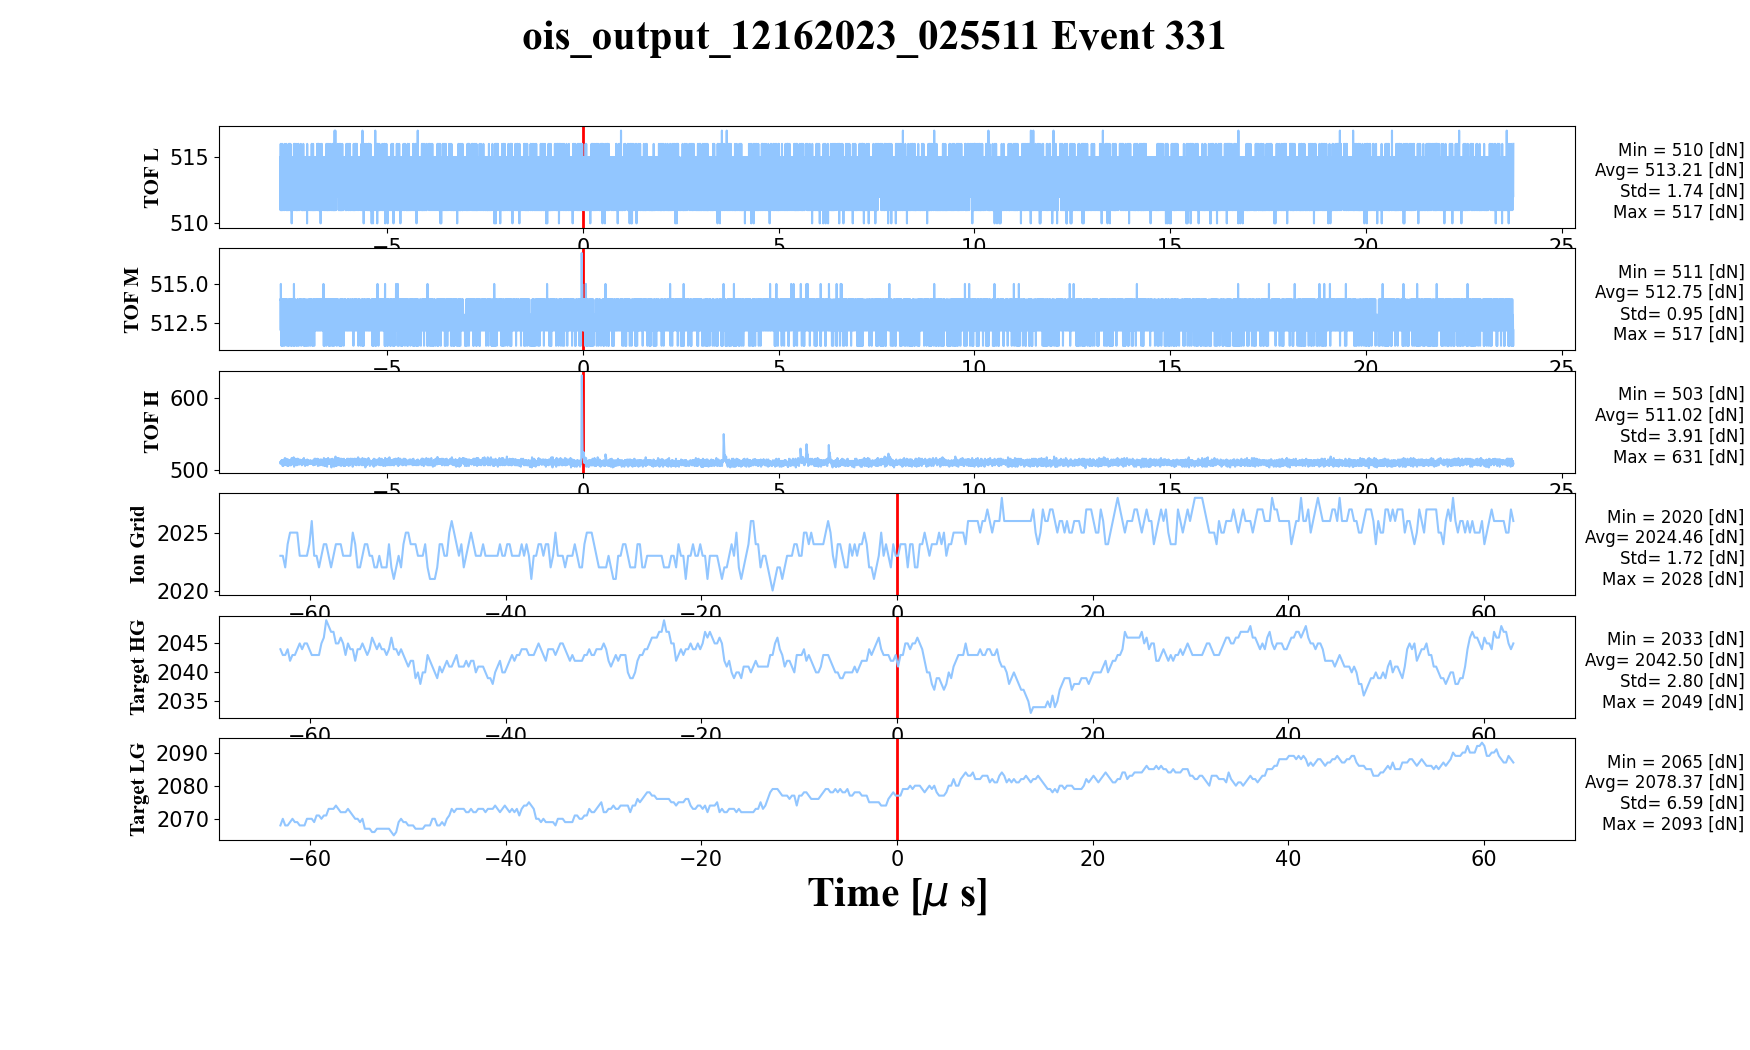 ois_output_12162023_025511 Event 331
TOF L
515
510
−5
0
5
10
15
20
25
Min = 510 [dN]
Avg= 513.21 [dN]
Std= 1.74 [dN]
Max = 517 [dN]
TOF M
515.0
512.5
−5
0
5
10
15
20
25
Min = 511 [dN]
Avg= 512.75 [dN]
Std= 0.95 [dN]
Max = 517 [dN]
TOF H
600
500
−5
0
5
10
15
20
25
Min = 503 [dN]
Avg= 511.02 [dN]
Std= 3.91 [dN]
Max = 631 [dN]
Ion Grid
2025
2020
−60
−40
−20
0
20
40
60
Min = 2020 [dN]
Avg= 2024.46 [dN]
Std= 1.72 [dN]
Max = 2028 [dN]
Target HG
2045
2040
2035
−60
−40
−20
0
20
40
60
Min = 2033 [dN]
Avg= 2042.50 [dN]
Std= 2.80 [dN]
Max = 2049 [dN]
Target LG
2090
2080
2070
−60
−40
−20
0
20
40
60
Min = 2065 [dN]
Avg= 2078.37 [dN]
Std= 6.59 [dN]
Max = 2093 [dN]
Time [μ s]